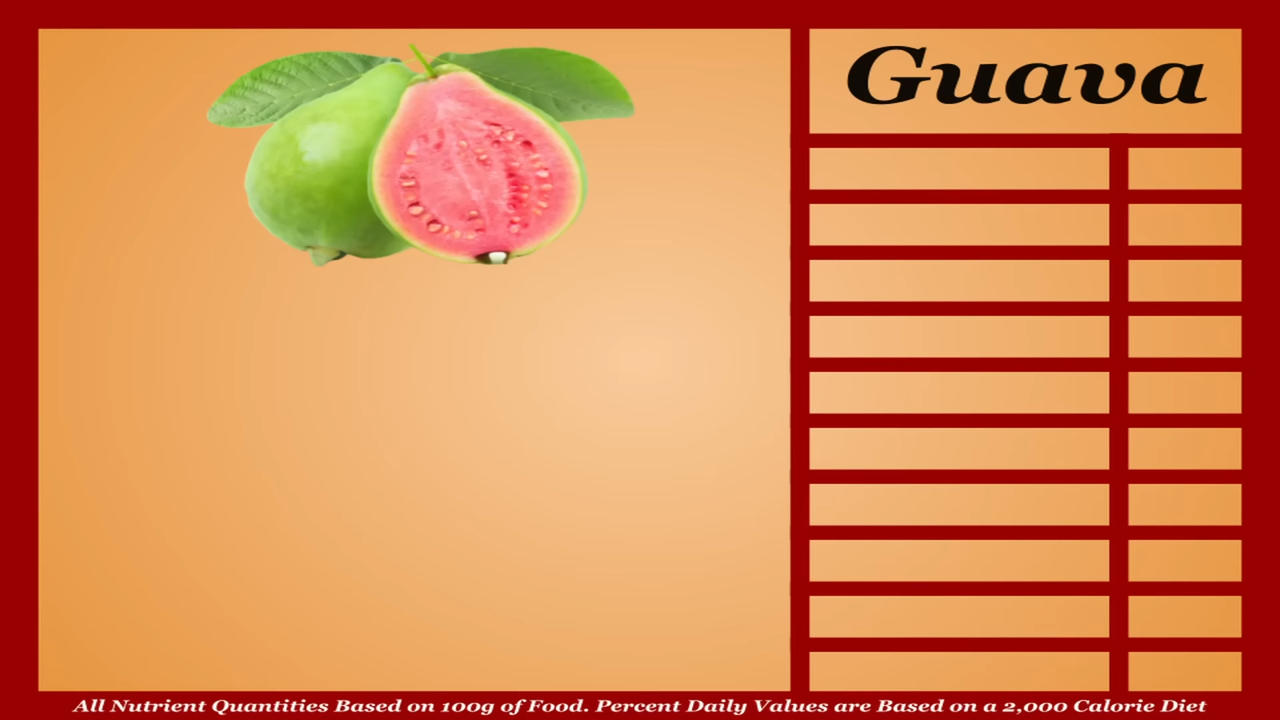 Guava
All Nutrient Quantities Based on 100g of Food. Percent Daily Values are Based on a 2,000 Calorie Diet